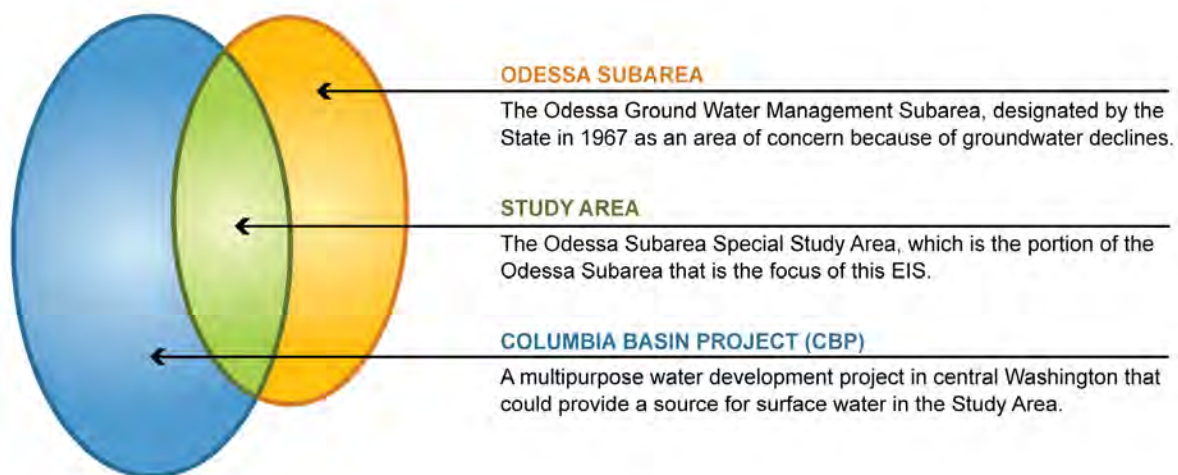 ODESSA SUBAREA
The Odessa Ground Water Management Subarea, designated by the
State in 1967 as an area of concern because of groundwater declines.
STUDY AREA
The Odessa Subarea Special Study Area, which is the portion of the
Odessa Subarea that is the focus of this EIS.
COLUMBIA BASIN PROJECT (CBP)
A multipurpose water development project in central Washington that
could provide a source for surface water in the Study Area.